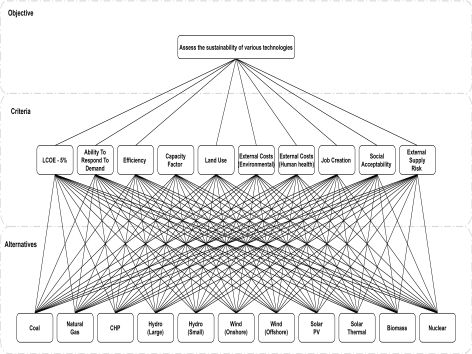 Objective
Assess the sustainability of various technologies
Criteria
LCOE - 5%
Ability To
Respond To
Demand
Efficiency
Capacity
Factor
Land Use
External Costs
(Environmental)
External Costs
(Human health)
Job Creation
Social
Acceptability
External
Supply
Risk
Alternatives
Coal
Natural
Gas
CHP
Hydro
(Large)
Hydro
(Small)
Wind
(Onshore)
Wind
(Offshore)
Solar
PV
Solar
Thermal
Biomass
Nuclear